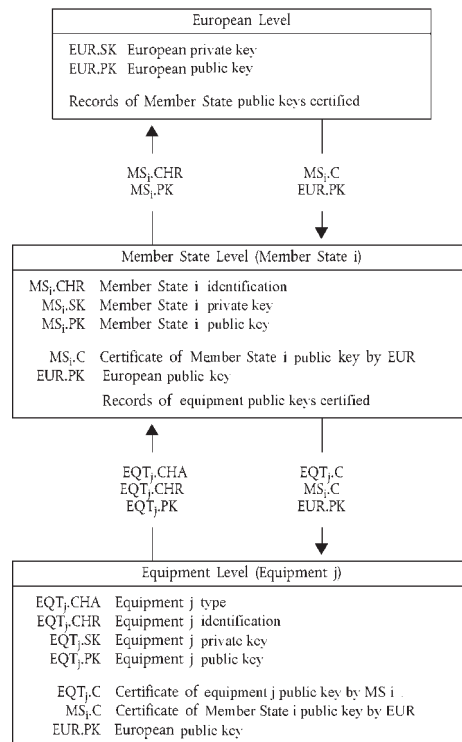 European Level
EUR.SK European private key
EUR.PK European public key
Records of Member State public keys certified
MSi.CHR
MSi.PK
MSi.C
EUR.PK
Member State Level (Member State i)
MSi.CHR Member State i identification
MSi.SK Member State i private key
MSi.PK Member State i public key
MSi.C Certificate of Member State i public key by EUR
EUR.PK European public key
Records of equipment public keys certified
EQTj.CHA
EQTj.CHR
EQTj.PK
EQTj.C
MSi.C
EUR.PK
Equipment Level (Equipment j)
EQTj.CHA Equipment j type
EQTj.CHR Equipment j identification
EQTj.SK Equipment j private key
EQTj.PK Equipment j public key
EQTj.C Certificate of equipment j public key by MS i
MSi.C Certificate of Member State i public key by EUR
EUR.PK European public key